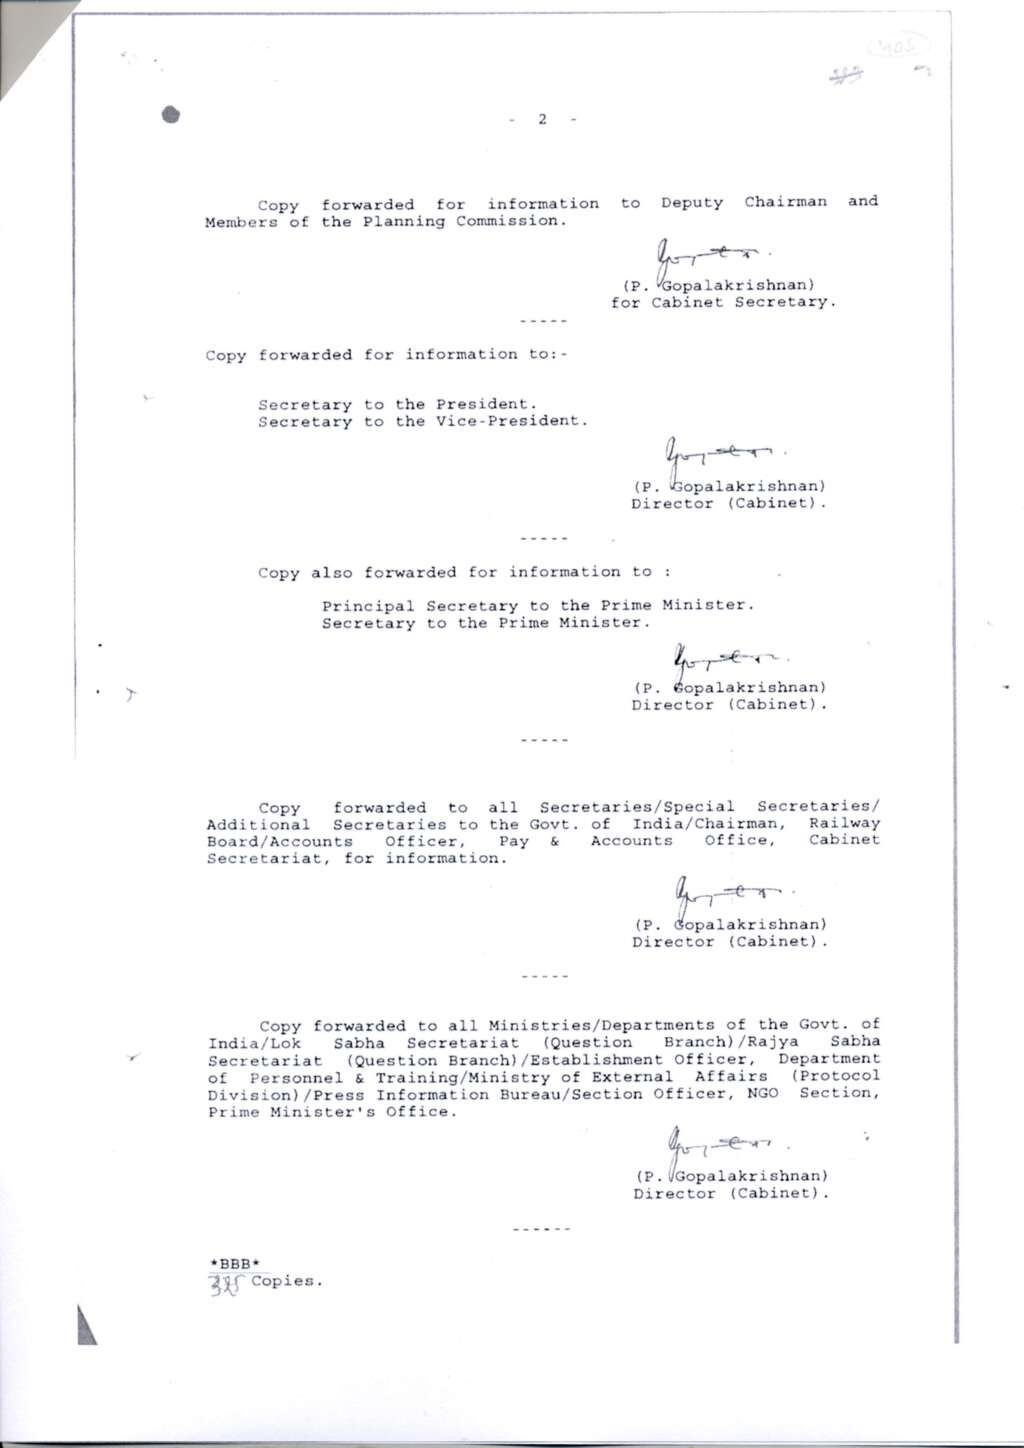 - 2 -
Copy forwarded for information to Deputy Chairman and
Members of the Planning Commission.
(P. Gopalakrishnan)
for Cabinet Secretary.
-----
Copy forwarded for information to:-
Secretary to the President.
Secretary to the Vice-President.
(P. Gopalakrishnan)
Director (Cabinet).
-----
Copy also forwarded for information to :
Principal Secretary to the Prime Minister.
Secretary to the Prime Minister.
(P. Gopalakrishnan)
Director (Cabinet).
-----
Copy forwarded to all Secretaries/Special Secretaries/
Additional Secretaries to the Govt. of India/Chairman, Railway
Board/Accounts Officer, Pay & Accounts Office, Cabinet
Secretariat, for information.
(P. Gopalakrishnan)
Director (Cabinet).
-----
Copy forwarded to all Ministries/Departments of the Govt. of
India/Lok Sabha Secretariat (Question Branch)/Rajya Sabha
Secretariat (Question Branch)/Establishment Officer, Department
of Personnel & Training/Ministry of External Affairs (Protocol
Division)/Press Information Bureau/Section Officer, NGO Section,
Prime Minister's Office.
(P. Gopalakrishnan)
Director (Cabinet).
------
*BBB*
Copies.